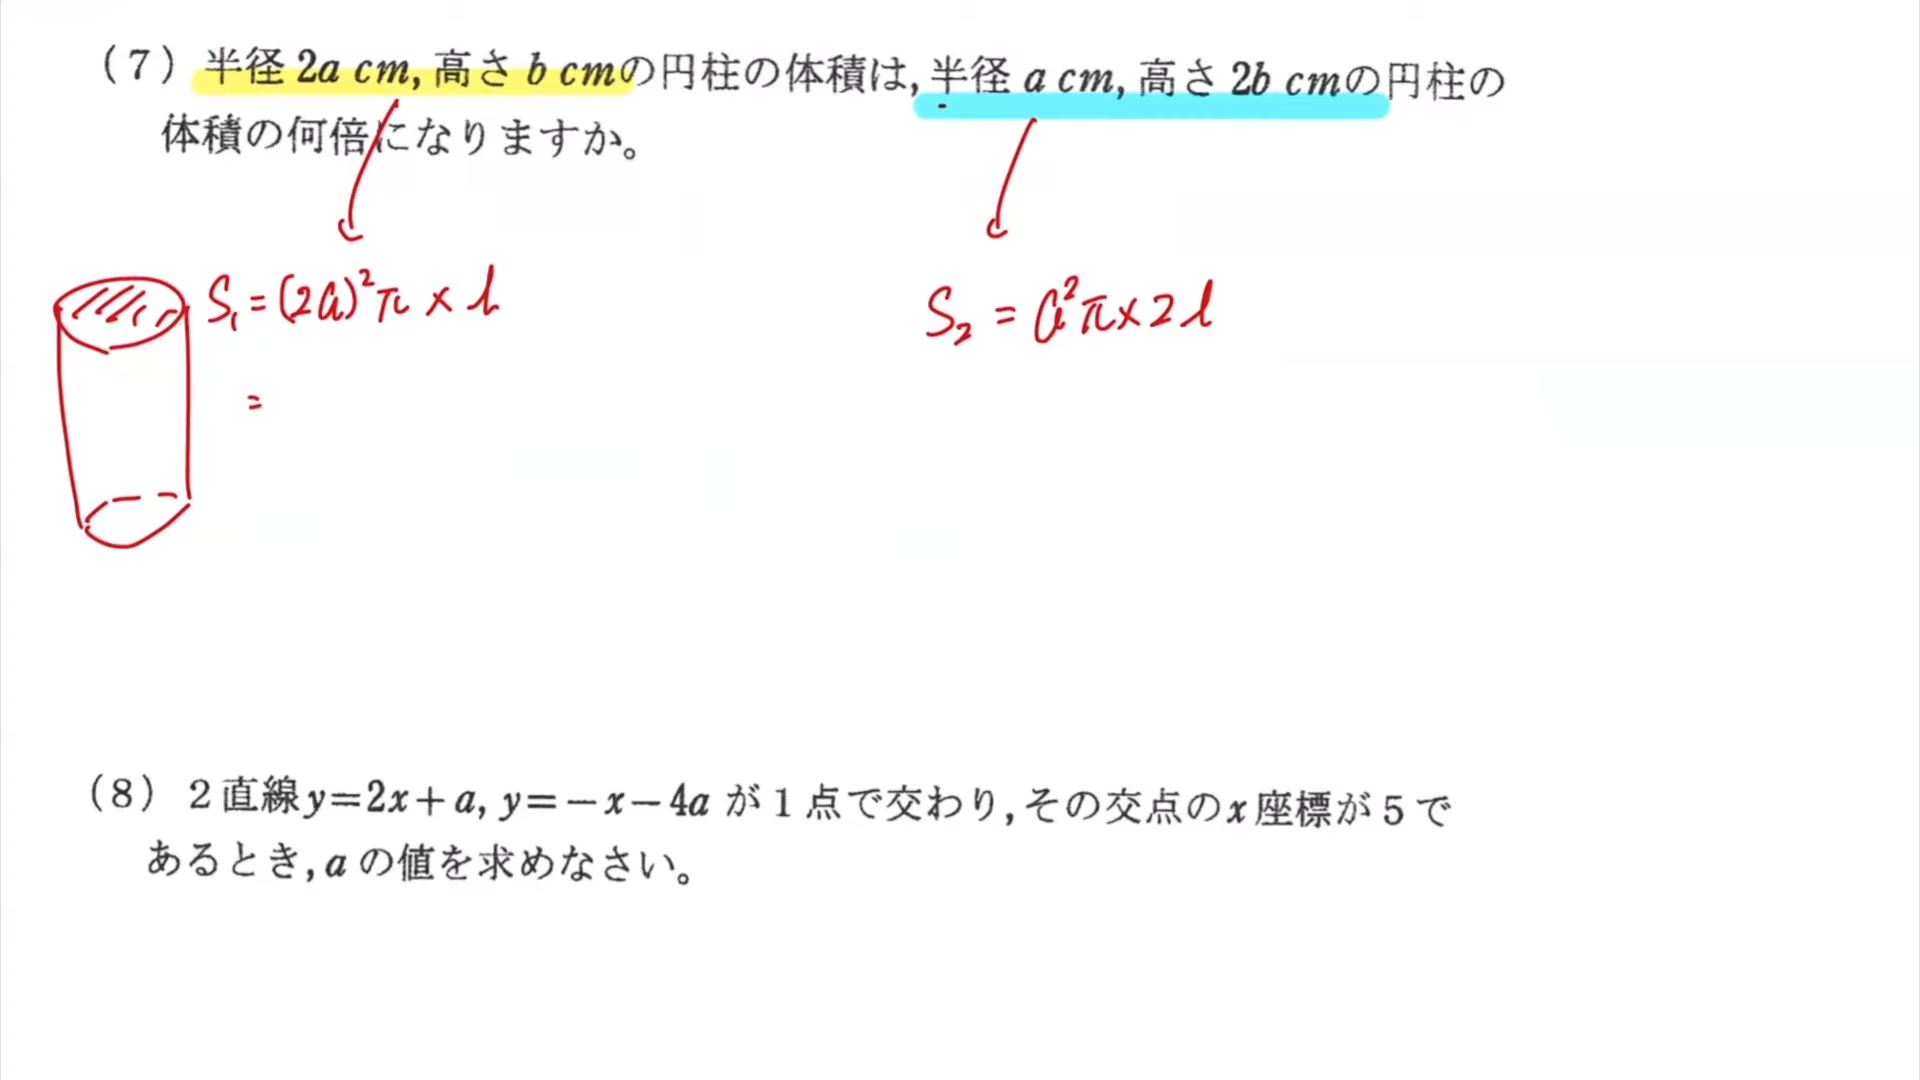 (7) 半径 2a cm, 高さ b cmの円柱の体積は, 半径 a cm, 高さ 2b cmの円柱の
体積の何倍になりますか。
S₁ = (2a)²π × b
S₂ = a²π × 2b
=
(8) 2直線y=2x+a, y=-x-4a が1点で交わり, その交点のx座標が5で
あるとき, a の値を求めなさい。